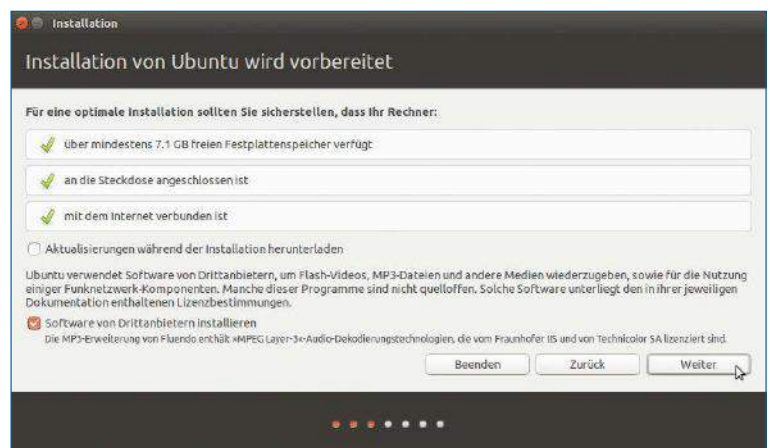 Installation
Installation von Ubuntu wird vorbereitet
Für eine optimale Installation sollten Sie sicherstellen, dass Ihr Rechner:
über mindestens 7.1 GB freien Festplattenspeicher verfügt
an die Steckdose angeschlossen ist
mit dem Internet verbunden ist
Aktualisierungen während der Installation herunterladen
Ubuntu verwendet Software von Drittanbietern, um Flash-Videos, MP3-Dateien und andere Medien wiederzugeben, sowie für die Nutzung
einiger Funknetzwerk-Komponenten. Manche dieser Programme sind nicht quelloffen. Solche Software unterliegt den in ihrer jeweiligen
Dokumentation enthaltenen Lizenzbestimmungen.
Software von Drittanbietern installieren
Die MP3-Erweiterung von Fluendo enthält »MPEG Layer-3«-Audio-Dekodierungstechnologien, die vom Fraunhofer IIS und von Technicolor SA lizenziert sind.
Beenden
Zurück
Weiter